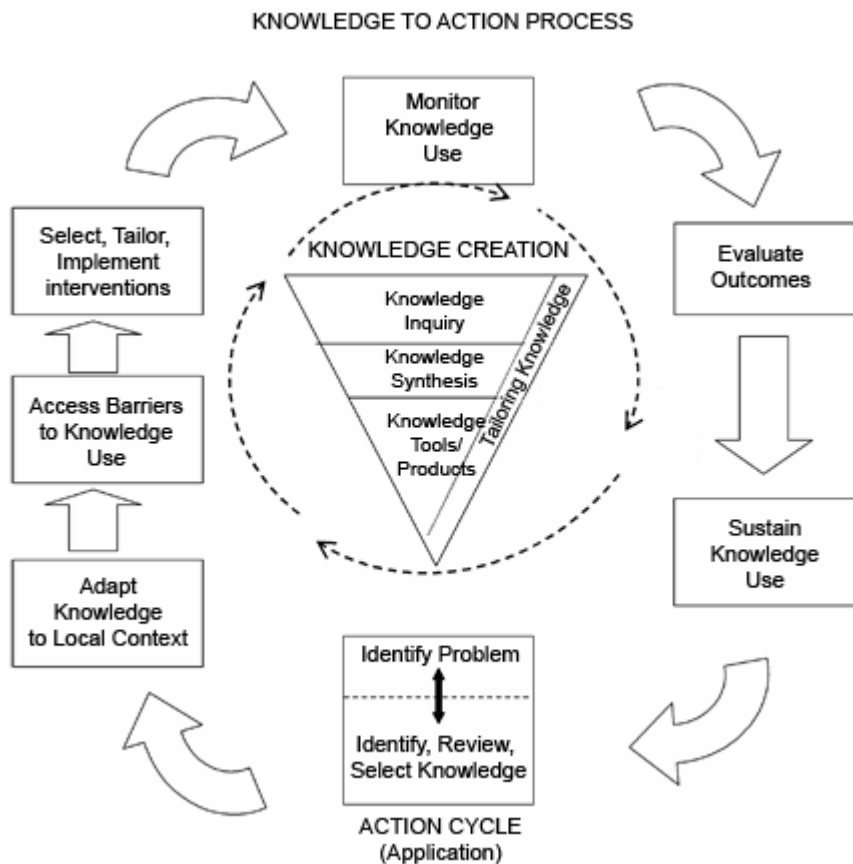 KNOWLEDGE TO ACTION PROCESS
Monitor
Knowledge
Use
Select, Tailor,
Implement
interventions
Evaluate
Outcomes
KNOWLEDGE CREATION
Knowledge
Inquiry
Knowledge
Synthesis
Knowledge
Tools/
Products
Tailoring Knowledge
Access Barriers
to Knowledge
Use
Sustain
Knowledge
Use
Adapt
Knowledge
to Local Context
Identify Problem
Identify, Review,
Select Knowledge
ACTION CYCLE
(Application)